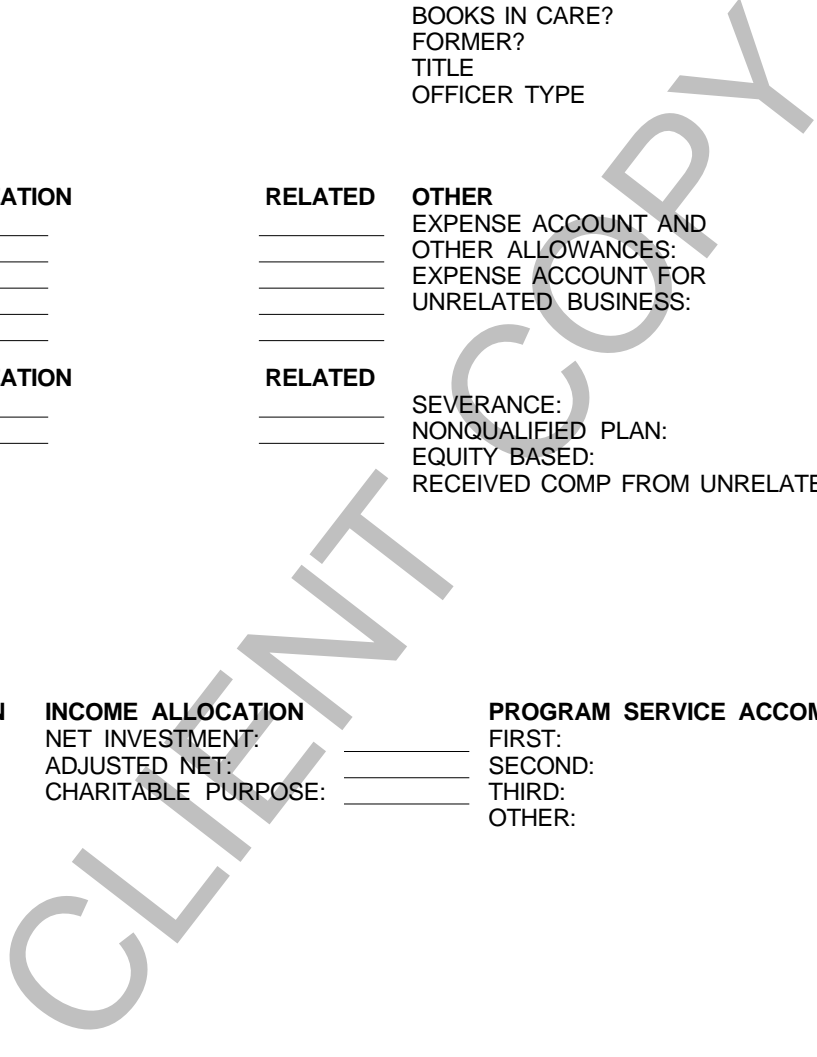 BOOKS IN CARE?
FORMER?
TITLE
OFFICER TYPE
ATION RELATED OTHER
EXPENSE ACCOUNT AND
OTHER ALLOWANCES:
EXPENSE ACCOUNT FOR
UNRELATED BUSINESS:
ATION RELATED
SEVERANCE:
NONQUALIFIED PLAN:
EQUITY BASED:
RECEIVED COMP FROM UNRELATE
N INCOME ALLOCATION PROGRAM SERVICE ACCOM
NET INVESTMENT: FIRST:
ADJUSTED NET: SECOND:
CHARITABLE PURPOSE: THIRD:
OTHER:
CLIENT COPY